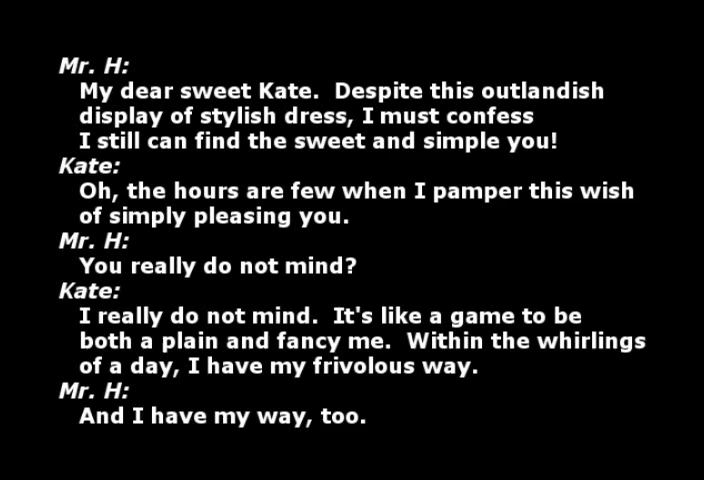 Mr. H:
My dear sweet Kate.  Despite this outlandish
display of stylish dress, I must confess
I still can find the sweet and simple you!
Kate:
Oh, the hours are few when I pamper this wish
of simply pleasing you.
Mr. H:
You really do not mind?
Kate:
I really do not mind.  It's like a game to be
both a plain and fancy me.  Within the whirlings
of a day, I have my frivolous way.
Mr. H:
And I have my way, too.